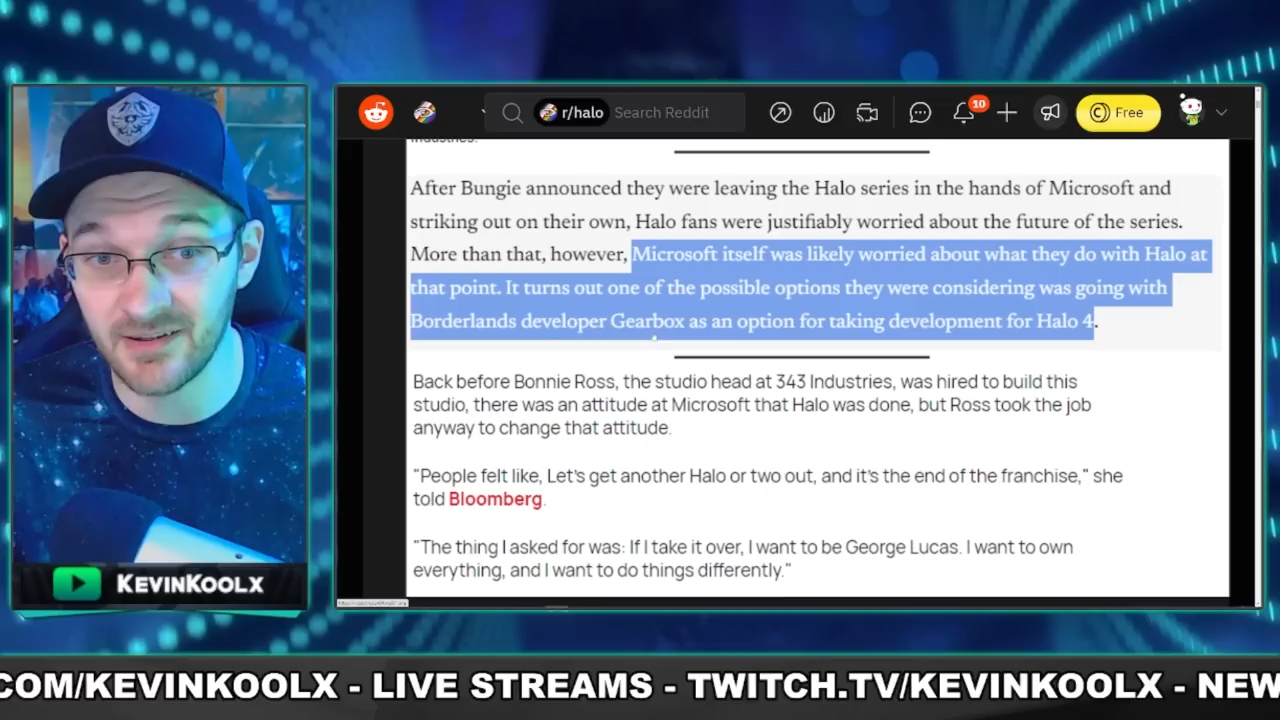 r/halo Search Reddit
10
Free
industries.
After Bungie announced they were leaving the Halo series in the hands of Microsoft and
striking out on their own, Halo fans were justifiably worried about the future of the series.
More than that, however, Microsoft itself was likely worried about what they do with Halo at
that point. It turns out one of the possible options they were considering was going with
Borderlands developer Gearbox as an option for taking development for Halo 4.
Back before Bonnie Ross, the studio head at 343 Industries, was hired to build this
studio, there was an attitude at Microsoft that Halo was done, but Ross took the job
anyway to change that attitude.
"People felt like, Let's get another Halo or two out, and it's the end of the franchise," she
told Bloomberg.
"The thing I asked for was: If I take it over, I want to be George Lucas. I want to own
everything, and I want to do things differently."
KEVINKOOLX
COM/KEVINKOOLX - LIVE STREAMS - TWITCH.TV/KEVINKOOLX - NEW